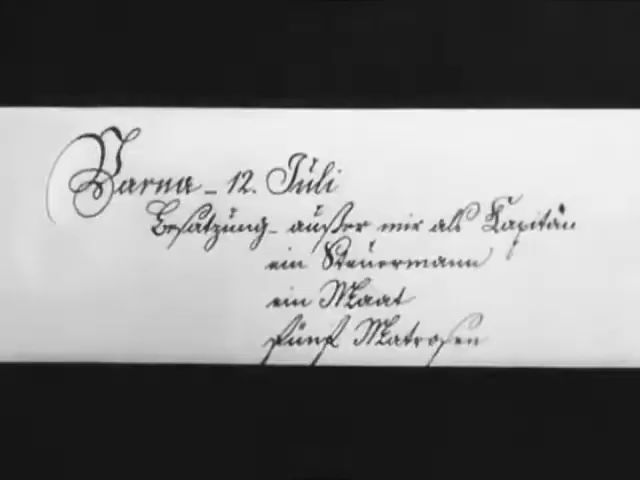 Varna – 12. Juli
Besatzung – außer mir als Kapitän
ein Steuermann
ein Maat
fünf Matrosen